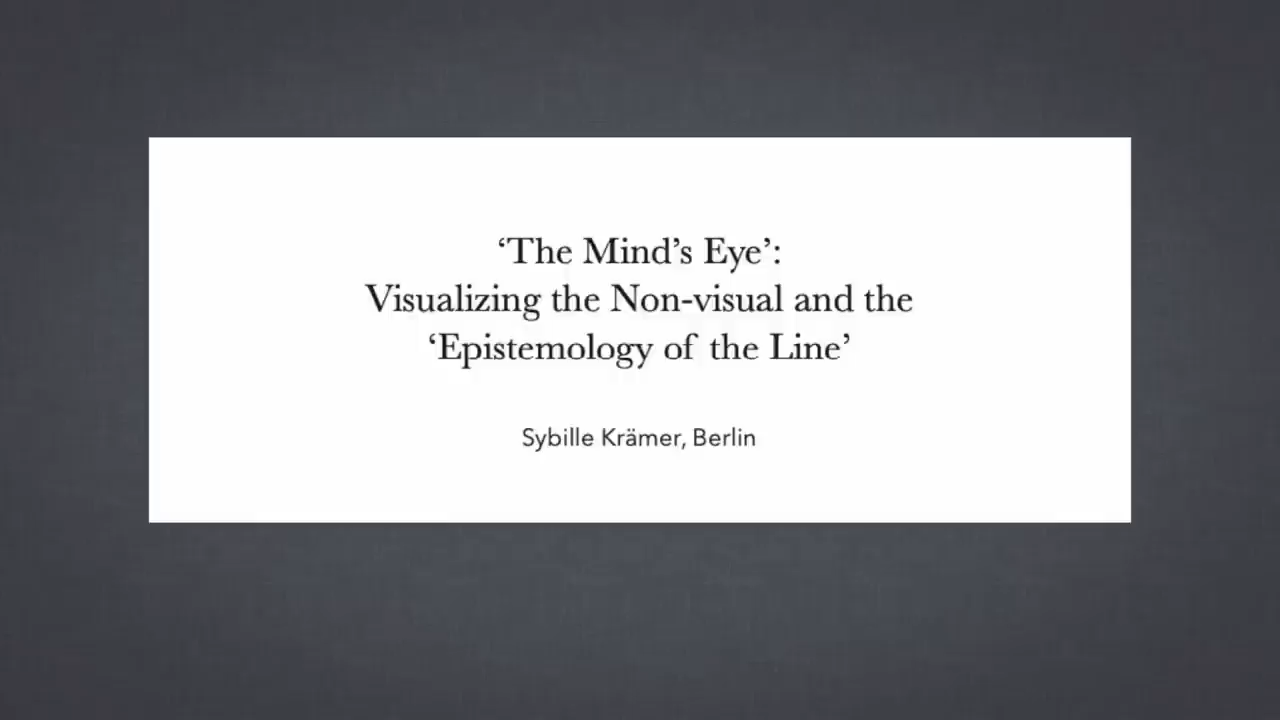 ‘The Mind’s Eye’:
Visualizing the Non-visual and the
‘Epistemology of the Line’
Sybille Krämer, Berlin